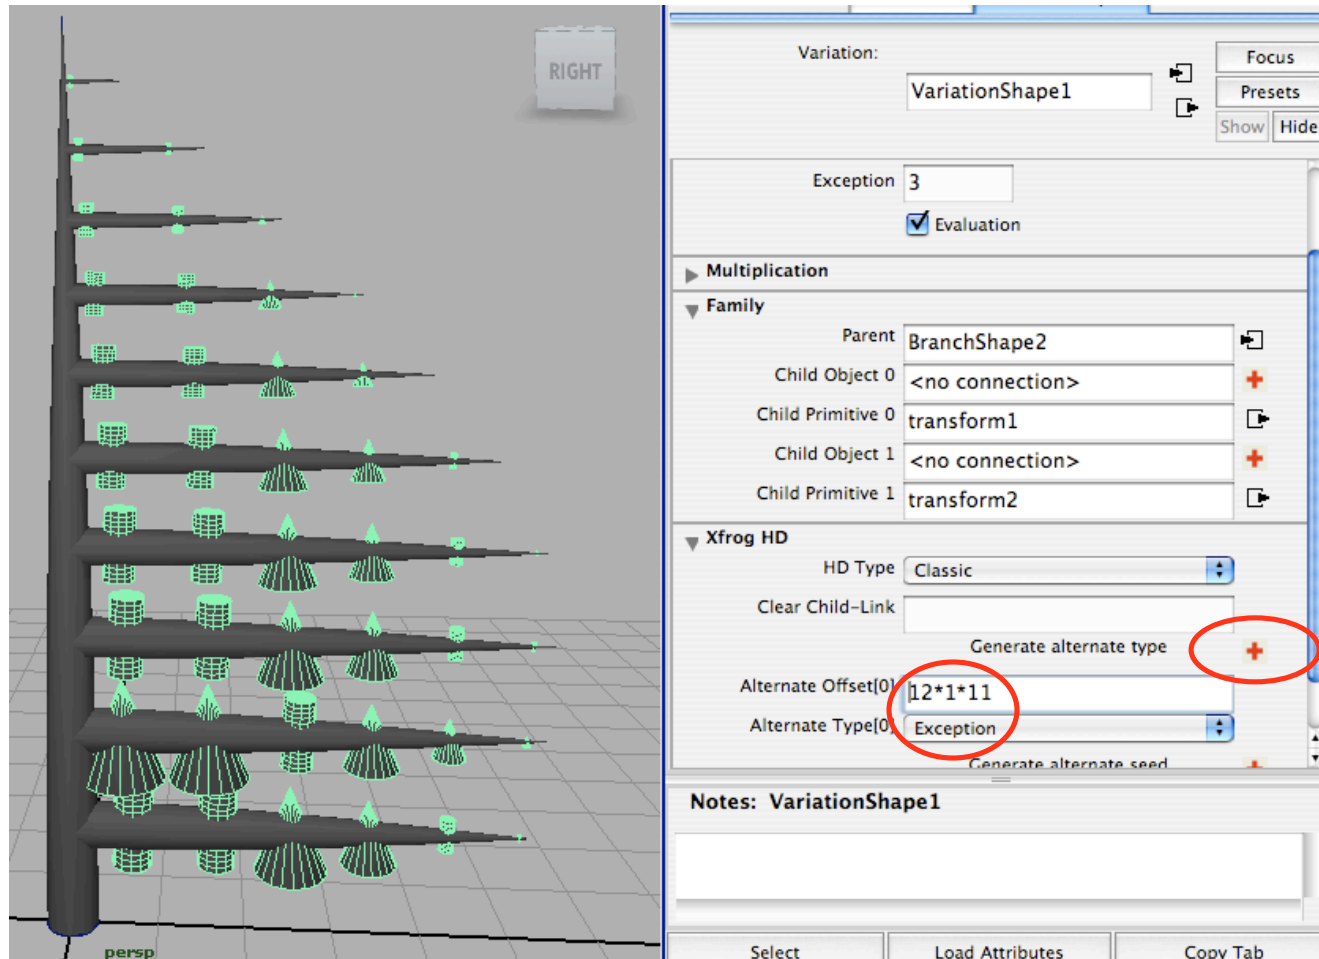 RIGHT
persp
Variation:
VariationShape1
Focus
Presets
Show Hide
Exception 3
Evaluation
Multiplication
Family
Parent BranchShape2
Child Object 0 <no connection>
Child Primitive 0 transform1
Child Object 1 <no connection>
Child Primitive 1 transform2
Xfrog HD
HD Type Classic
Clear Child-Link
Generate alternate type
Alternate Offset[0] 12*1*11
Alternate Type[0] Exception
Generate alternate seed
Notes: VariationShape1
Select Load Attributes Copy Tab